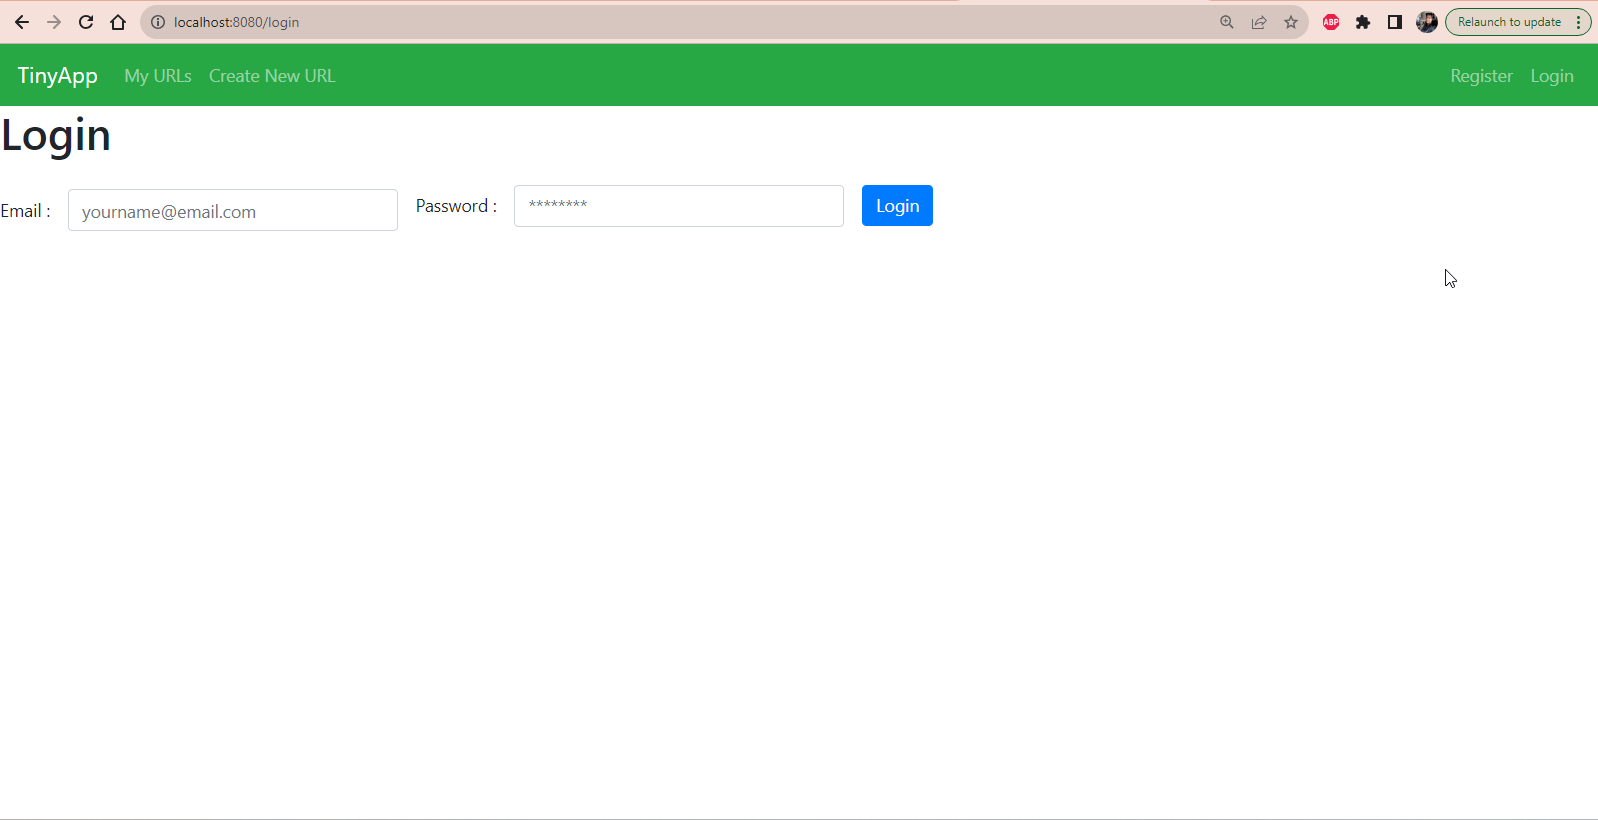 localhost:8080/login
ABP
Relaunch to update
TinyApp My URLs Create New URL Register Login
Login
Email : yourname@email.com Password : ******** Login